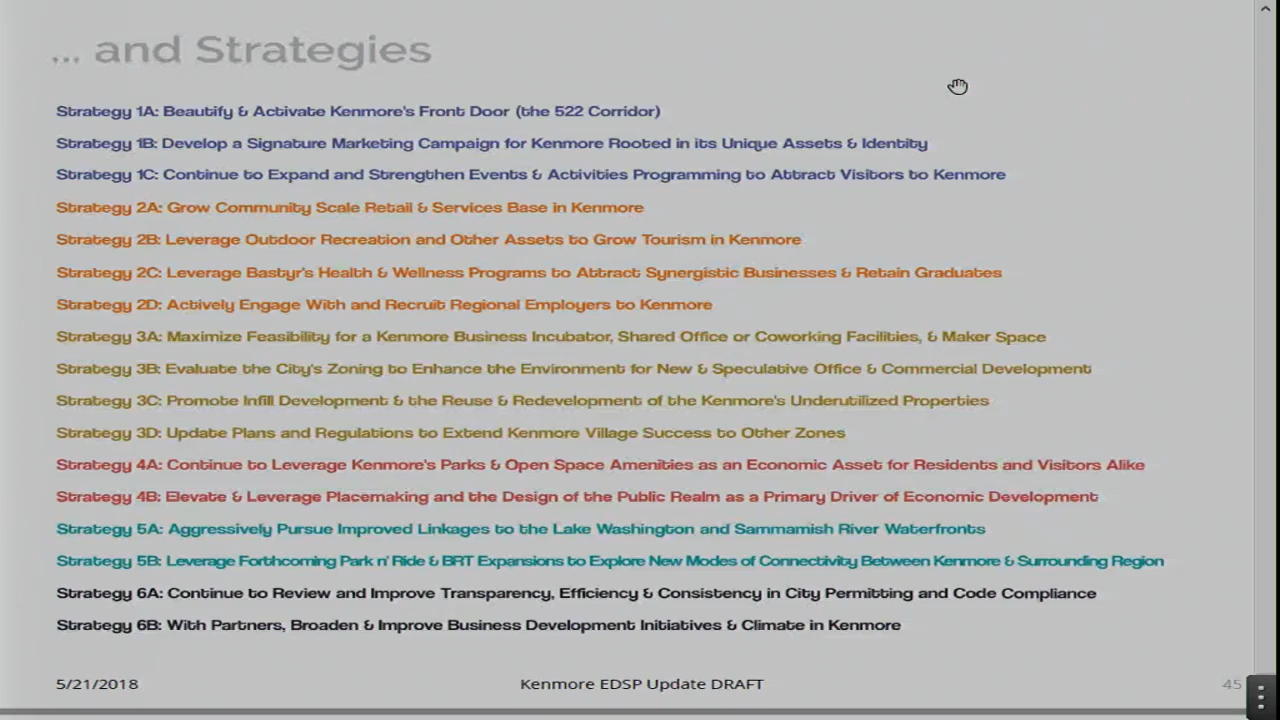 ... and Strategies
Strategy 1A: Beautify & Activate Kenmore's Front Door (the 522 Corridor)
Strategy 1B: Develop a Signature Marketing Campaign for Kenmore Rooted in its Unique Assets & Identity
Strategy 1C: Continue to Expand and Strengthen Events & Activities Programming to Attract Visitors to Kenmore
Strategy 2A: Grow Community Scale Retail & Services Base in Kenmore
Strategy 2B: Leverage Outdoor Recreation and Other Assets to Grow Tourism in Kenmore
Strategy 2C: Leverage Bastyr's Health & Wellness Programs to Attract Synergistic Businesses & Retain Graduates
Strategy 2D: Actively Engage With and Recruit Regional Employers to Kenmore
Strategy 3A: Maximize Feasibility for a Kenmore Business Incubator, Shared Office or Coworking Facilities, & Maker Space
Strategy 3B: Evaluate the City's Zoning to Enhance the Environment for New & Speculative Office & Commercial Development
Strategy 3C: Promote Infill Development & the Reuse & Redevelopment of the Kenmore's Underutilized Properties
Strategy 3D: Update Plans and Regulations to Extend Kenmore Village Success to Other Zones
Strategy 4A: Continue to Leverage Kenmore's Parks & Open Space Amenities as an Economic Asset for Residents and Visitors Alike
Strategy 4B: Elevate & Leverage Placemaking and the Design of the Public Realm as a Primary Driver of Economic Development
Strategy 5A: Aggressively Pursue Improved Linkages to the Lake Washington and Sammamish River Waterfronts
Strategy 5B: Leverage Forthcoming Park n' Ride & BRT Expansions to Explore New Modes of Connectivity Between Kenmore & Surrounding Region
Strategy 6A: Continue to Review and Improve Transparency, Efficiency & Consistency in City Permitting and Code Compliance
Strategy 6B: With Partners, Broaden & Improve Business Development Initiatives & Climate in Kenmore
5/21/2018 Kenmore EDSP Update DRAFT 45